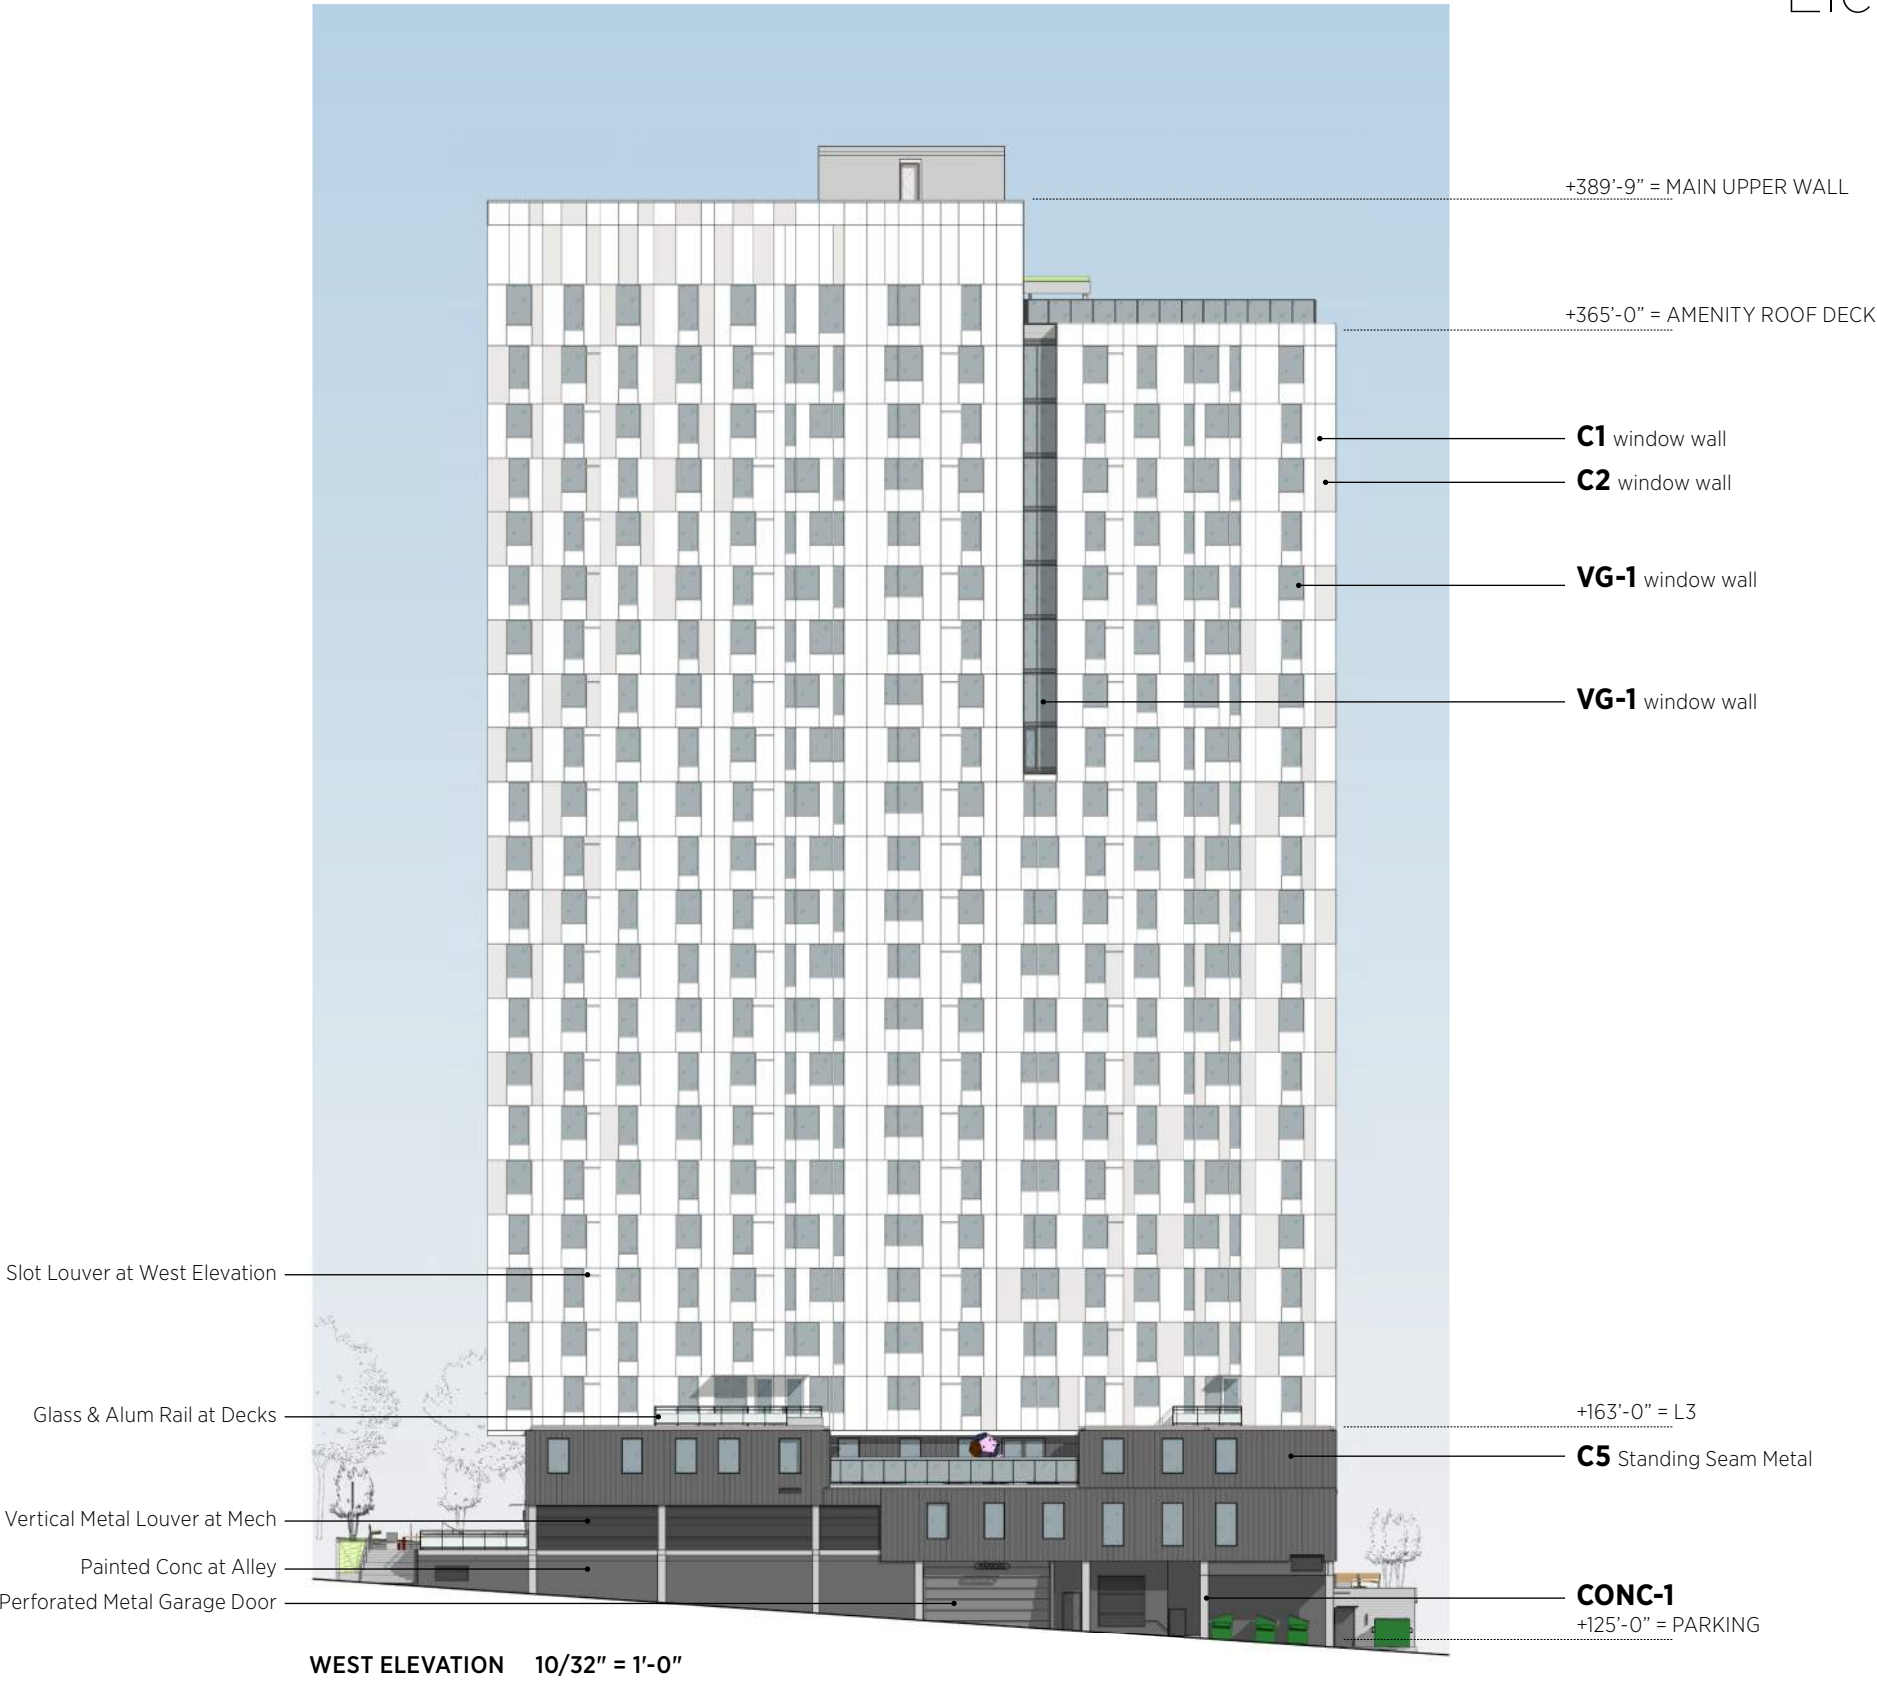 +389'-9" = MAIN UPPER WALL
+365'-0" = AMENITY ROOF DECK
C1 window wall
C2 window wall
VG-1 window wall
VG-1 window wall
Slot Louver at West Elevation
Glass & Alum Rail at Decks
+163'-0" = L3
C5 Standing Seam Metal
Vertical Metal Louver at Mech
Painted Conc at Alley
Perforated Metal Garage Door
CONC-1
+125'-0" = PARKING
WEST ELEVATION 10/32" = 1'-0"